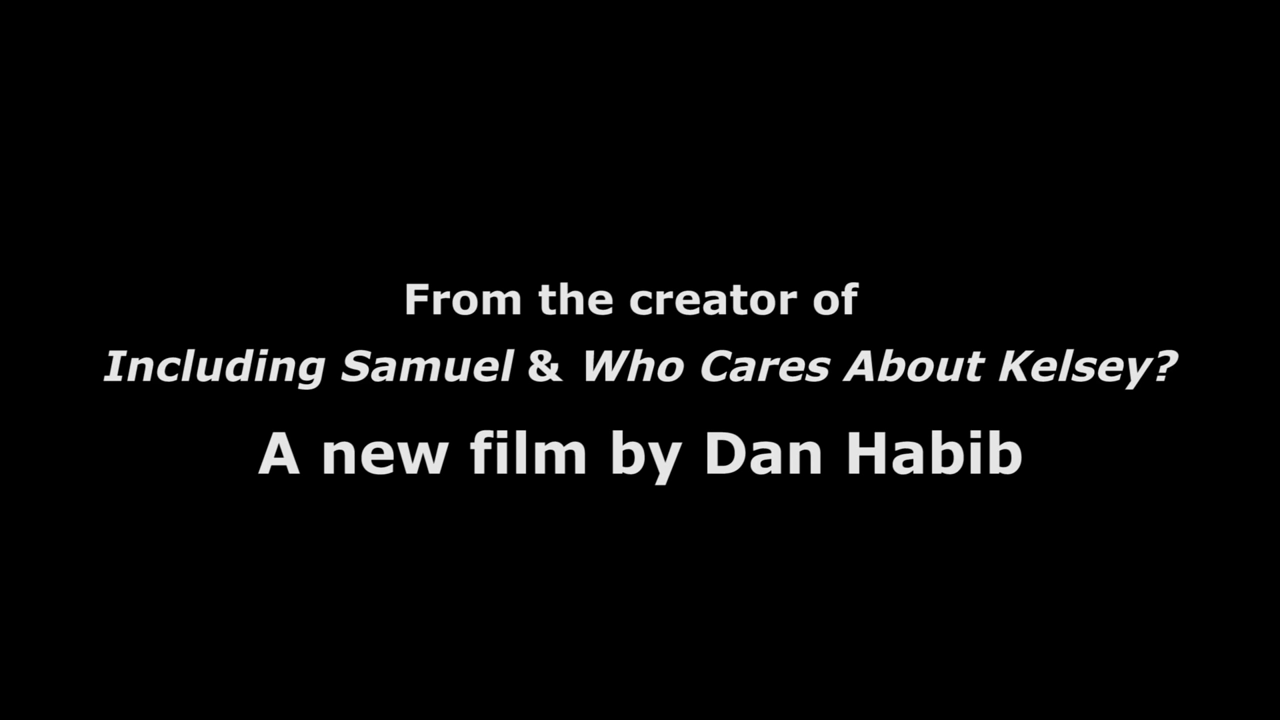 From the creator of
Including Samuel & Who Cares About Kelsey?
A new film by Dan Habib